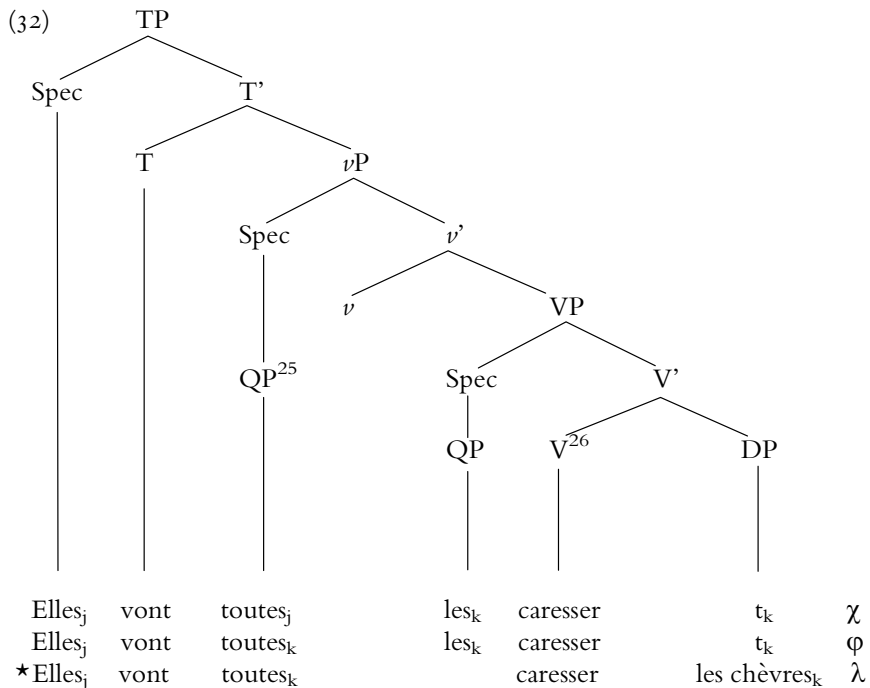 (32) TP
Spec T’
T νP
Spec ν’
ν VP
QP25 Spec V’
QP V26 DP
Ellesj vont toutesj lesk caresser tk χ
Ellesj vont toutesk lesk caresser tk φ
★Ellesj vont toutesk caresser les chèvresk λ